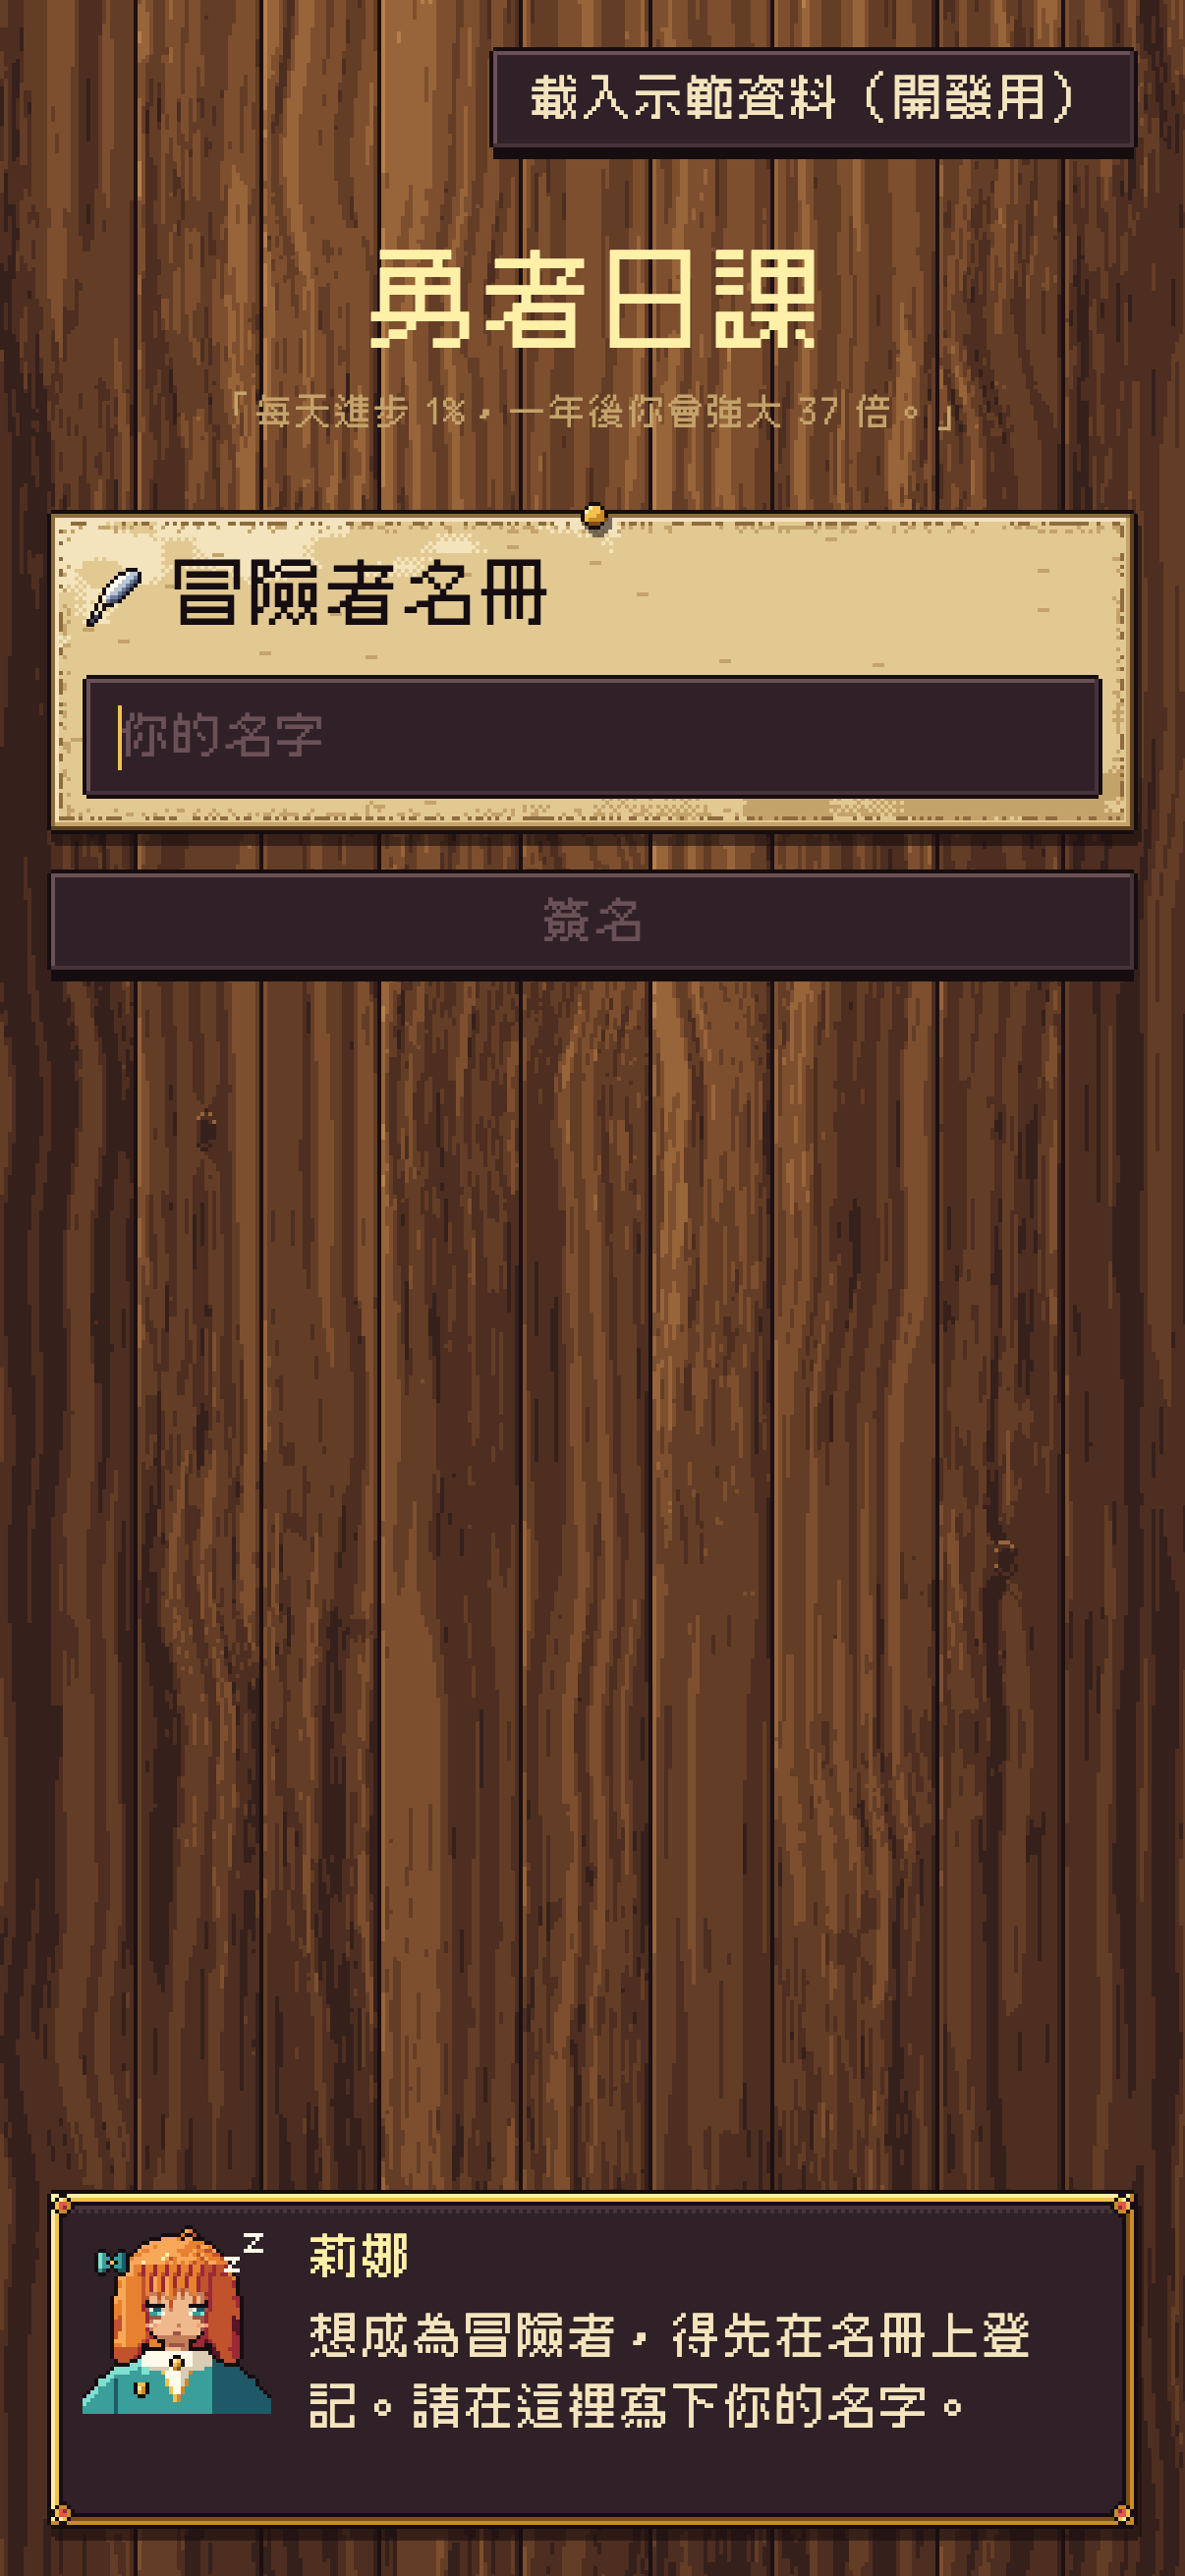 載入示範資料（開發用）
勇者日課
「每天進步 1%，一年後你會強大 37 倍。」
冒險者名冊
你的名字
簽名
z
z
莉娜
想成為冒險者，得先在名冊上登
記。請在這裡寫下你的名字。